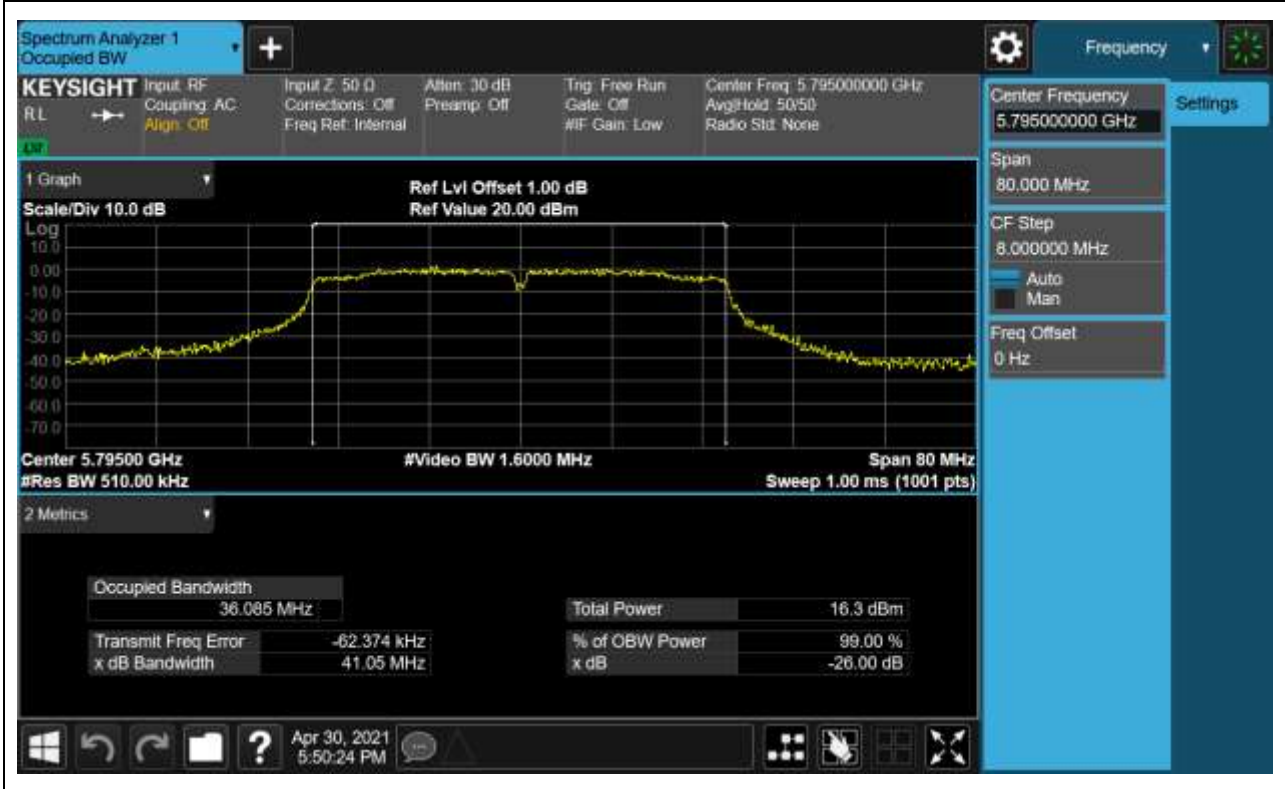 Spectrum Analyzer 1
Occupied BW
Frequency
KEYSIGHT
RL
Input: RF
Coupling: AC
Align: Off
Input Z: 50 Ω
Corrections: Off
Freq Ref: Internal
Atten: 30 dB
Preamp: Off
Trig: Free Run
Gate: Off
#IF Gain: Low
Center Freq: 5.795000000 GHz
Avg|Hold: 50/50
Radio Std: None
Center Frequency
5.795000000 GHz
Settings
Span
80.000 MHz
CF Step
8.000000 MHz
Auto
Man
Freq Offset
0 Hz
1 Graph
Scale/Div 10.0 dB
Ref Lvl Offset 1.00 dB
Ref Value 20.00 dBm
Log
10.0
0.00
-10.0
-20.0
-30.0
-40.0
-50.0
-60.0
-70.0
Center 5.79500 GHz
#Video BW 1.6000 MHz
Span 80 MHz
#Res BW 510.00 kHz
Sweep 1.00 ms (1001 pts)
2 Metrics
Occupied Bandwidth
36.085 MHz
Total Power 16.3 dBm
Transmit Freq Error -62.374 kHz
% of OBW Power 99.00 %
x dB Bandwidth 41.05 MHz
x dB -26.00 dB
?
Apr 30, 2021
5:50:24 PM